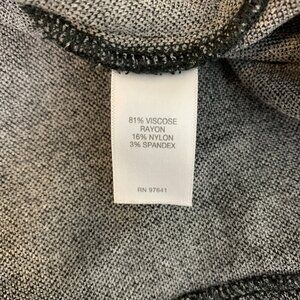 81% VISCOSE
RAYON
16% NYLON
3% SPANDEX
RN 97641